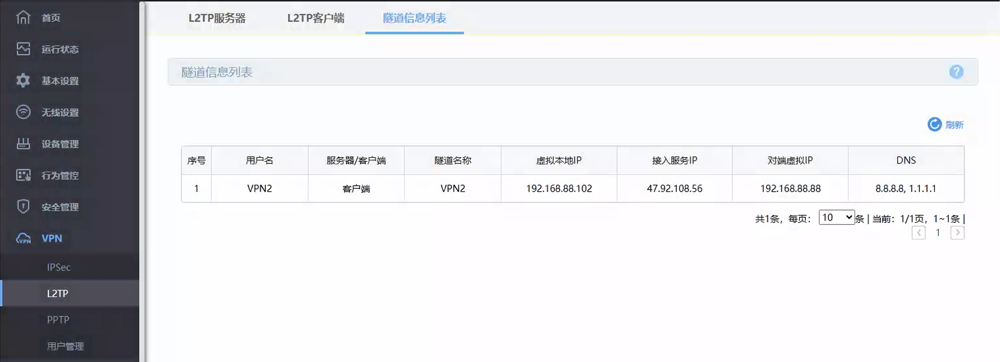 首页
运行状态
基本设置
无线设置
设备管理
行为管控
安全管理
VPN
IPSec
L2TP
PPTP
用户管理
L2TP服务器 L2TP客户端 隧道信息列表
隧道信息列表 ?
刷新
序号 用户名 服务器/客户端 隧道名称 虚拟本地IP 接入服务IP 对端虚拟IP DNS
1 VPN2 客户端 VPN2 192.168.88.102 47.92.108.56 192.168.88.88 8.8.8.8, 1.1.1.1
共1条，每页： 10 条 | 当前：1/1页，1~1条 |
< 1 >